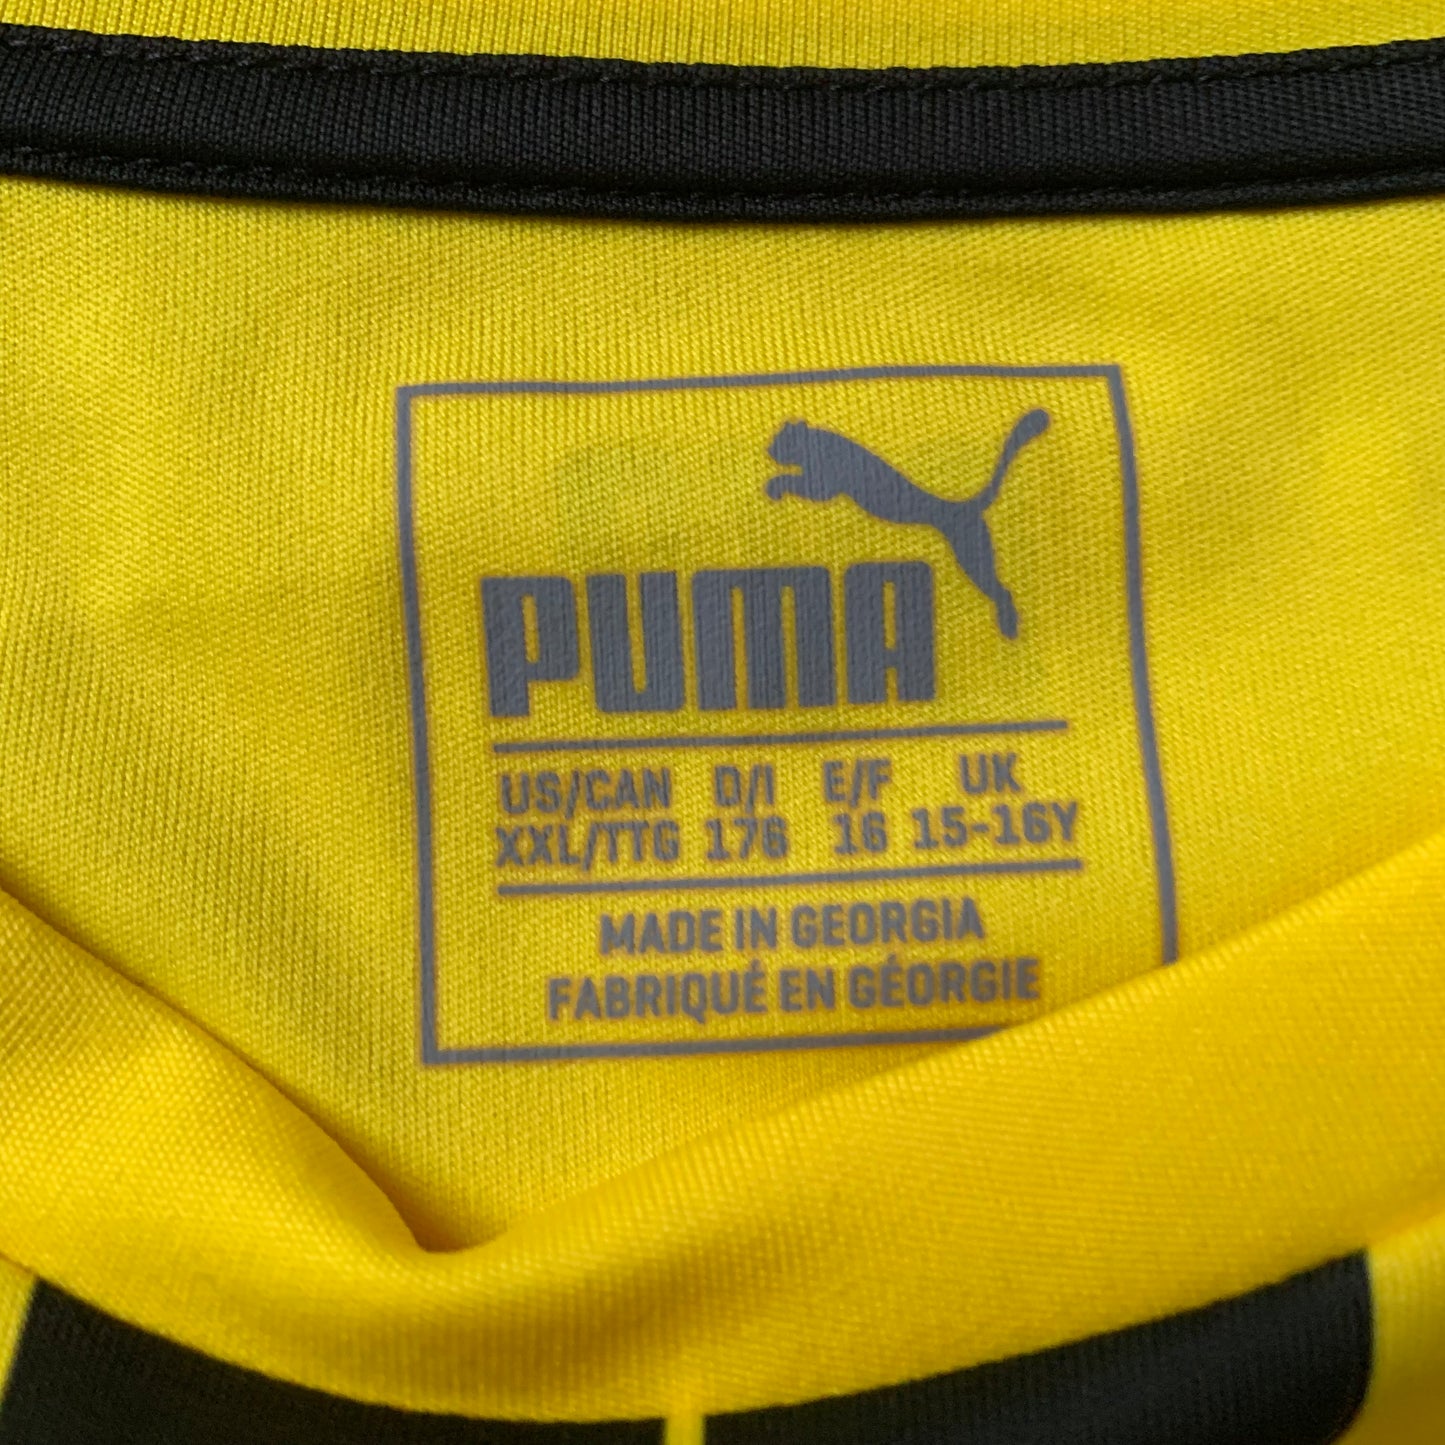 PUMA
US/CAN D/I E/F UK
XXL/TTG 176 16 15-16Y
MADE IN GEORGIA
FABRIQUÉ EN GÉORGIE